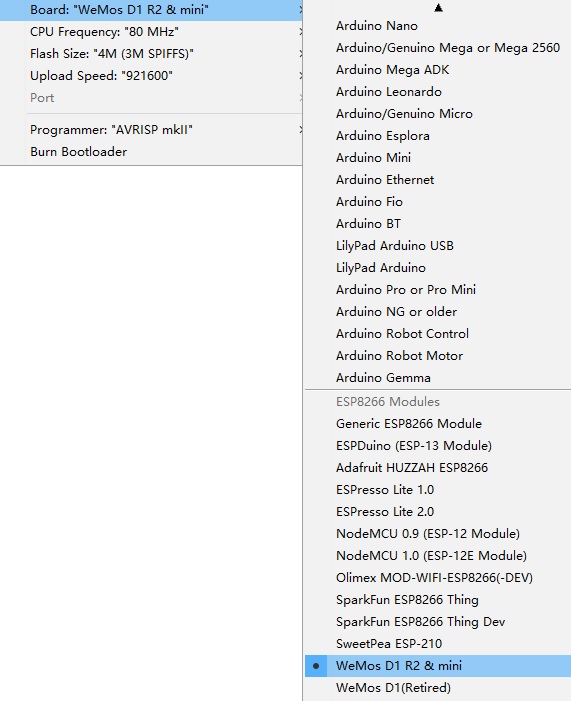 Board: "WeMos D1 R2 & mini"
CPU Frequency: "80 MHz"
Flash Size: "4M (3M SPIFFS)"
Upload Speed: "921600"
Port
Programmer: "AVRISP mkII"
Burn Bootloader
Arduino Nano
Arduino/Genuino Mega or Mega 2560
Arduino Mega ADK
Arduino Leonardo
Arduino/Genuino Micro
Arduino Esplora
Arduino Mini
Arduino Ethernet
Arduino Fio
Arduino BT
LilyPad Arduino USB
LilyPad Arduino
Arduino Pro or Pro Mini
Arduino NG or older
Arduino Robot Control
Arduino Robot Motor
Arduino Gemma
ESP8266 Modules
Generic ESP8266 Module
ESPDuino (ESP-13 Module)
Adafruit HUZZAH ESP8266
ESPresso Lite 1.0
ESPresso Lite 2.0
NodeMCU 0.9 (ESP-12 Module)
NodeMCU 1.0 (ESP-12E Module)
Olimex MOD-WIFI-ESP8266(-DEV)
SparkFun ESP8266 Thing
SparkFun ESP8266 Thing Dev
SweetPea ESP-210
WeMos D1 R2 & mini
WeMos D1(Retired)